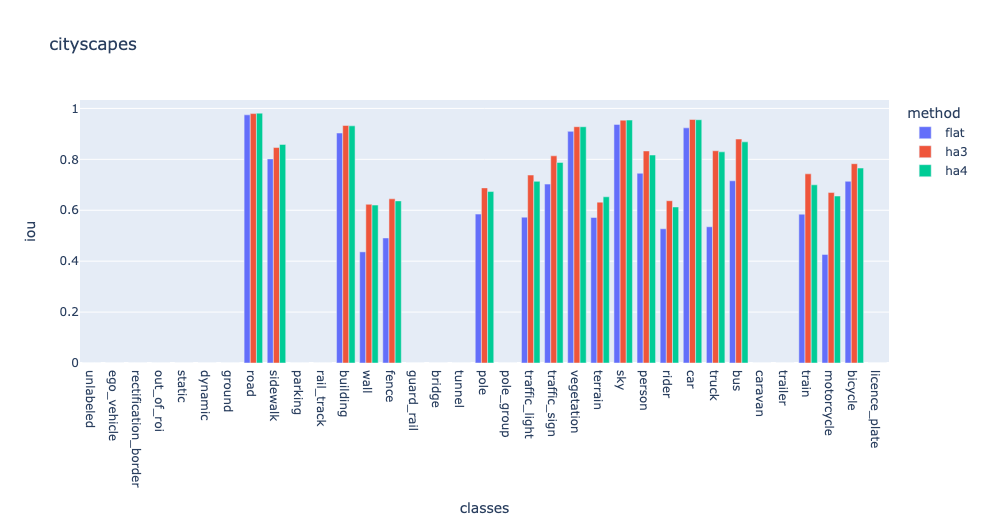 cityscapes
method
flat
ha3
ha4
1
0.8
0.6
0.4
0.2
0
iou
unlabeled
ego_vehicle
rectification_border
out_of_roi
static
dynamic
ground
road
sidewalk
parking
rail_track
building
wall
fence
guard_rail
bridge
tunnel
pole
pole_group
traffic_light
traffic_sign
vegetation
terrain
sky
person
rider
car
truck
bus
caravan
trailer
train
motorcycle
bicycle
licence_plate
classes